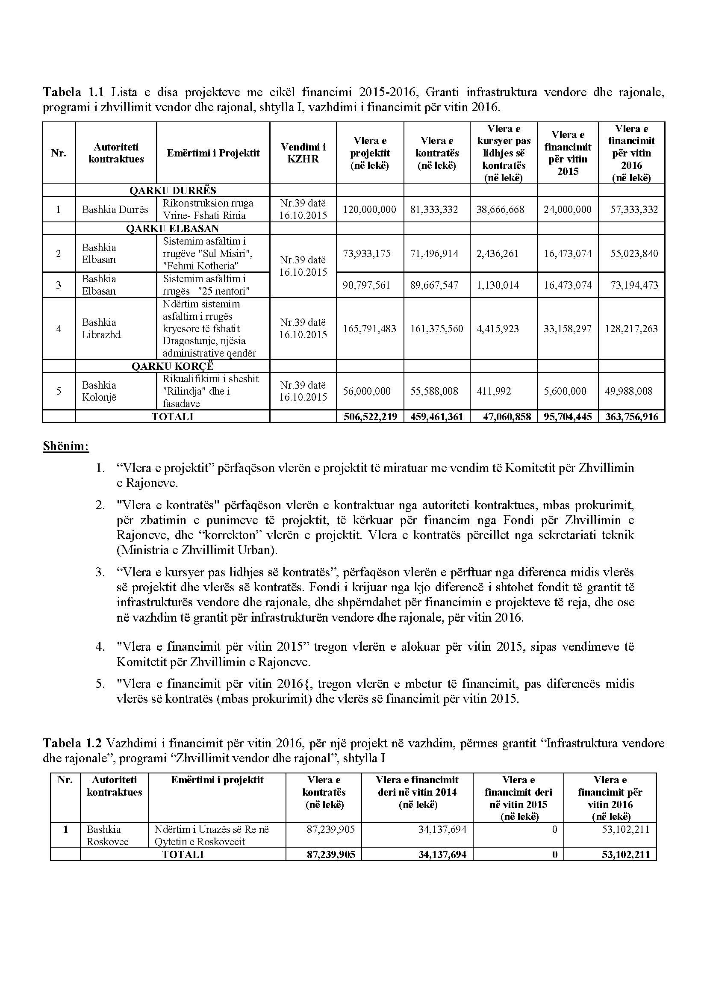 Tabela 1.1 Lista e disa projekteve me cikël financimi 2015-2016, Granti infrastruktura vendore dhe rajonale,
programi i zhvillimit vendor dhe rajonal, shtylla I, vazhdimi i financimit për vitin 2016.
Nr. Autoriteti kontraktues Emërtimi i Projektit Vendimi i KZHR Vlera e projektit (në lekë) Vlera e kontratës (në lekë) Vlera e kursyer pas lidhjes së kontratës (në lekë) Vlera e financimit për vitin 2015 Vlera e financimit për vitin 2016 (në lekë)
QARKU DURRËS
1 Bashkia Durrës Rikonstruksion rruga Vrine- Fshati Rinia Nr.39 datë 16.10.2015 120,000,000 81,333,332 38,666,668 24,000,000 57,333,332
QARKU ELBASAN
2 Bashkia Elbasan Sistemim asfaltim i rrugëve "Sul Misiri", "Fehmi Kotheria" Nr.39 datë 16.10.2015 73,933,175 71,496,914 2,436,261 16,473,074 55,023,840
3 Bashkia Elbasan Sistemim asfaltim i rrugës "25 nentori" 90,797,561 89,667,547 1,130,014 16,473,074 73,194,473
4 Bashkia Librazhd Ndërtim sistemim asfaltim i rrugës kryesore të fshatit Dragostunje, njësia administrative qendër Nr.39 datë 16.10.2015 165,791,483 161,375,560 4,415,923 33,158,297 128,217,263
QARKU KORÇË
5 Bashkia Kolonjë Rikualifikimi i sheshit "Rilindja" dhe i fasadave Nr.39 datë 16.10.2015 56,000,000 55,588,008 411,992 5,600,000 49,988,008
TOTALI 506,522,219 459,461,361 47,060,858 95,704,445 363,756,916
Shënim:
1. “Vlera e projektit” përfaqëson vlerën e projektit të miratuar me vendim të Komitetit për Zhvillimin
e Rajoneve.
2. "Vlera e kontratës" përfaqëson vlerën e kontraktuar nga autoriteti kontraktues, mbas prokurimit,
për zbatimin e punimeve të projektit, të kërkuar për financim nga Fondi për Zhvillimin e
Rajoneve, dhe “korrekton” vlerën e projektit. Vlera e kontratës përcillet nga sekretariati teknik
(Ministria e Zhvillimit Urban).
3. “Vlera e kursyer pas lidhjes së kontratës”, përfaqëson vlerën e përftuar nga diferenca midis vlerës
së projektit dhe vlerës së kontratës. Fondi i krijuar nga kjo diferencë i shtohet fondit të grantit të
infrastrukturës vendore dhe rajonale, dhe shpërndahet për financimin e projekteve të reja, dhe ose
në vazhdim të grantit për infrastrukturën vendore dhe rajonale, për vitin 2016.
4. "Vlera e financimit për vitin 2015” tregon vlerën e alokuar për vitin 2015, sipas vendimeve të
Komitetit për Zhvillimin e Rajoneve.
5. "Vlera e financimit për vitin 2016{, tregon vlerën e mbetur të financimit, pas diferencës midis
vlerës së kontratës (mbas prokurimit) dhe vlerës së financimit për vitin 2015.
Tabela 1.2 Vazhdimi i financimit për vitin 2016, për një projekt në vazhdim, përmes grantit “Infrastruktura vendore
dhe rajonale”, programi “Zhvillimit vendor dhe rajonal”, shtylla I
Nr. Autoriteti kontraktues Emërtimi i projektit Vlera e kontratës (në lekë) Vlera e financimit deri në vitin 2014 (në lekë) Vlera e financimit deri në vitin 2015 (në lekë) Vlera e financimit për vitin 2016 (në lekë)
1 Bashkia Roskovec Ndërtim i Unazës së Re në Qytetin e Roskovecit 87,239,905 34,137,694 0 53,102,211
TOTALI 87,239,905 34,137,694 0 53,102,211